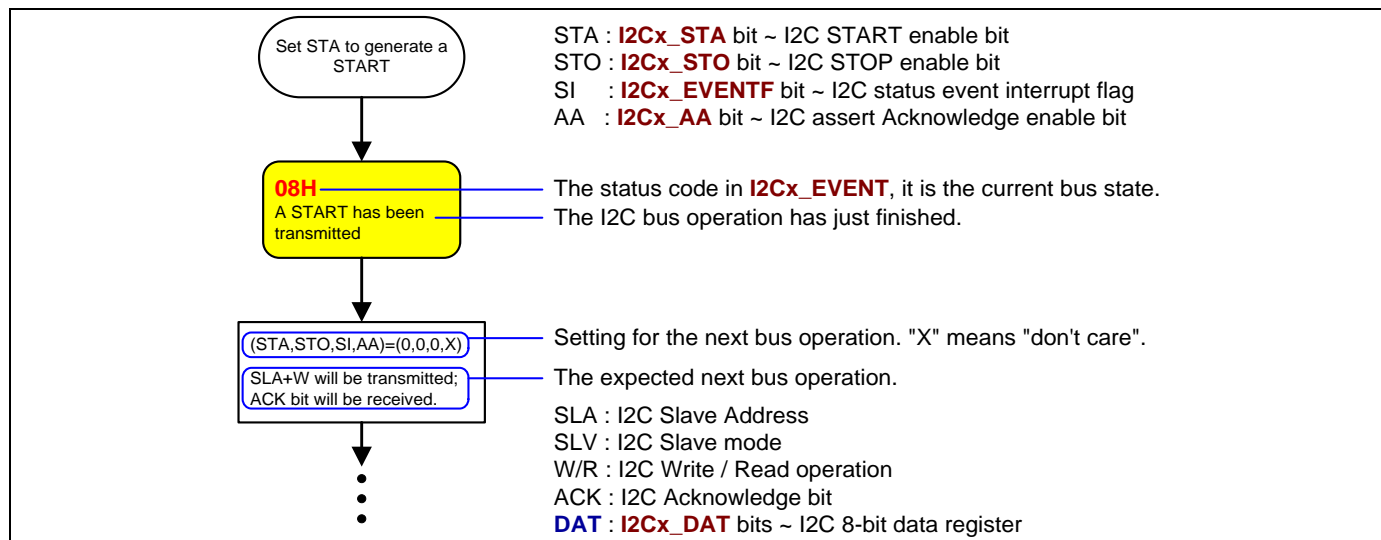 Set STA to generate a
START
STA : I2Cx_STA bit ~ I2C START enable bit
STO : I2Cx_STO bit ~ I2C STOP enable bit
SI : I2Cx_EVENTF bit ~ I2C status event interrupt flag
AA : I2Cx_AA bit ~ I2C assert Acknowledge enable bit
08H
A START has been
transmitted
The status code in I2Cx_EVENT, it is the current bus state.
The I2C bus operation has just finished.
(STA,STO,SI,AA)=(0,0,0,X)
SLA+W will be transmitted;
ACK bit will be received.
Setting for the next bus operation. "X" means "don't care".
The expected next bus operation.
SLA : I2C Slave Address
SLV : I2C Slave mode
W/R : I2C Write / Read operation
ACK : I2C Acknowledge bit
DAT : I2Cx_DAT bits ~ I2C 8-bit data register